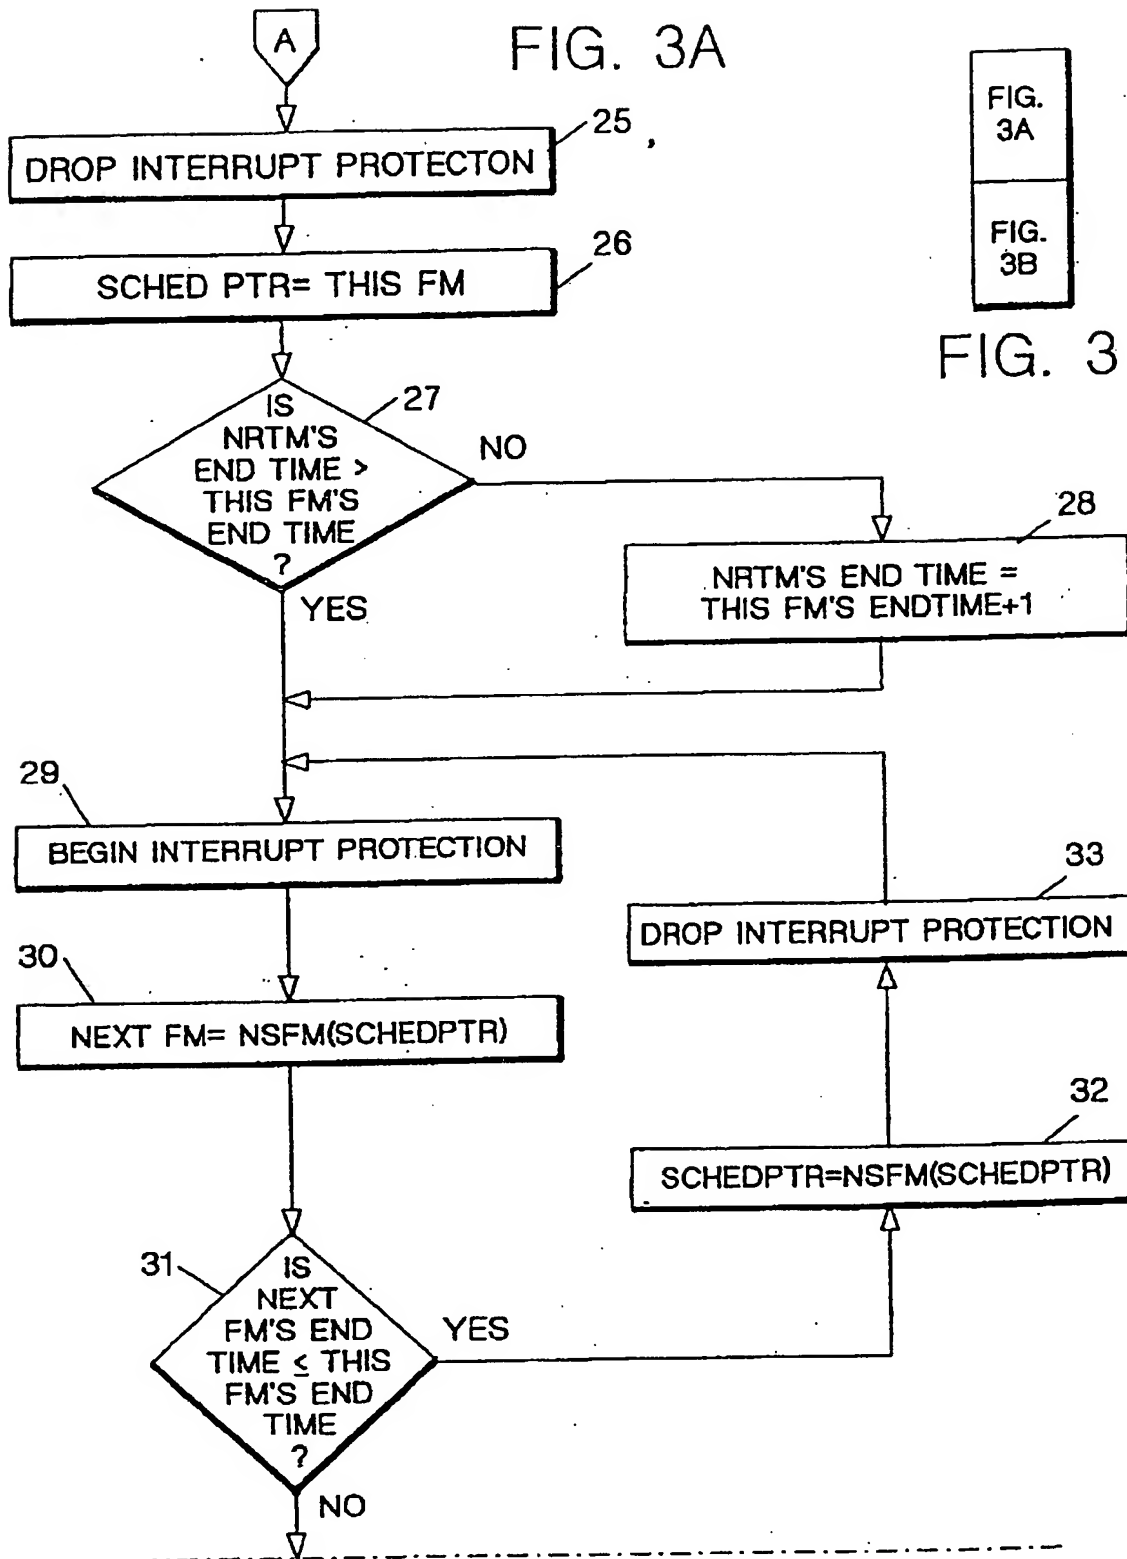 A
FIG. 3A
FIG.
3A
FIG.
3B
FIG. 3
25
DROP INTERRUPT PROTECTON
26
SCHED PTR= THIS FM
27
IS
NRTM'S
END TIME >
THIS FM'S
END TIME
?
NO
YES
28
NRTM'S END TIME =
THIS FM'S ENDTIME+1
29
BEGIN INTERRUPT PROTECTION
33
DROP INTERRUPT PROTECTION
30
NEXT FM= NSFM(SCHEDPTR)
32
SCHEDPTR=NSFM(SCHEDPTR)
31
IS
NEXT
FM'S END
TIME ≤ THIS
FM'S END
TIME
?
YES
NO